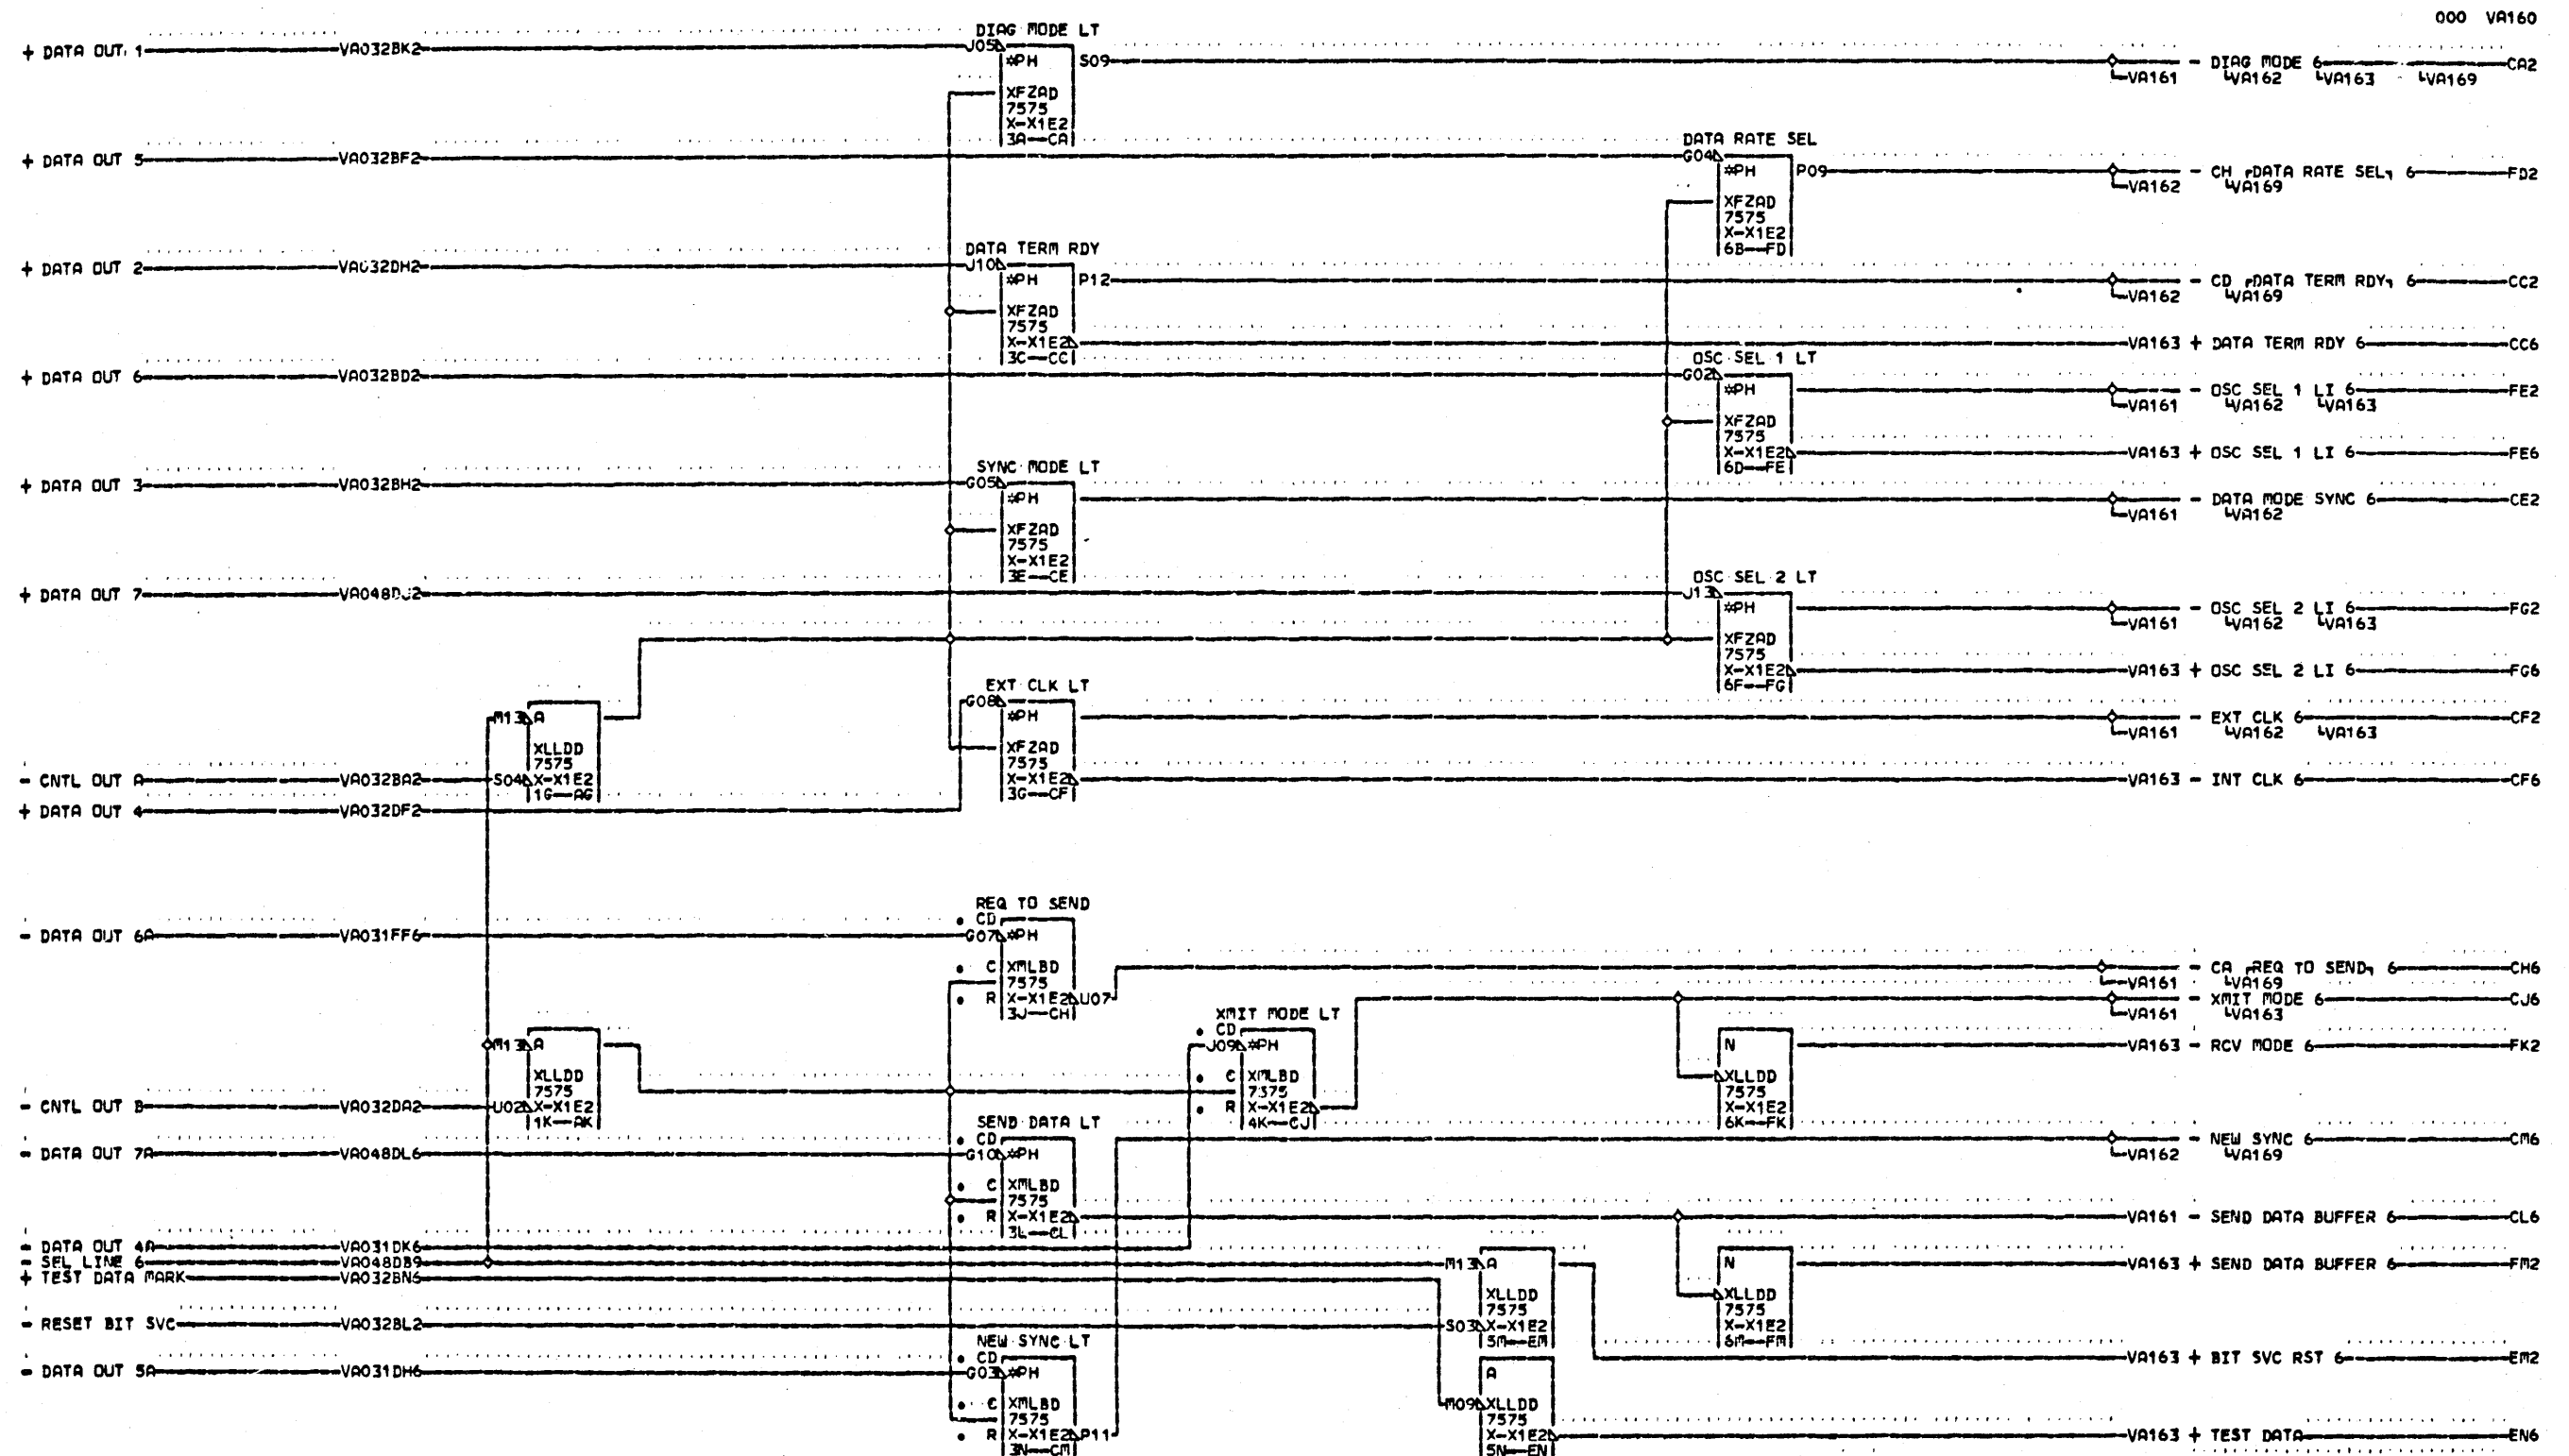 000 VA160
DIAG MODE LT
+ DATA OUT 1 VA032BK2 J05 #PH S09 - DIAG MODE 6 CA2
VA161 VA162 VA163 VA169
XFZAD
7575
X-X1E2
3A--CA
DATA RATE SEL
+ DATA OUT 5 VA032BF2 G04 #PH P09 - CH DATA RATE SEL 6 FD2
VA162 VA169
XFZAD
7575
X-X1E2
6B--FD
DATA TERM RDY
+ DATA OUT 2 VA032DH2 J10 #PH P12 - CD DATA TERM RDY 6 CC2
VA162 VA169
XFZAD
7575
X-X1E2 VA163 + DATA TERM RDY 6 CC6
3C--CC
OSC SEL 1 LT
+ DATA OUT 6 VA032BD2 G02 #PH - OSC SEL 1 LI 6 FE2
VA161 VA162 VA163
XFZAD
7575
X-X1E2 VA163 + OSC SEL 1 LI 6 FE6
6D--FE
SYNC MODE LT
+ DATA OUT 3 VA032BH2 G05 #PH - DATA MODE SYNC 6 CE2
VA161 VA162
XFZAD
7575
X-X1E2
3E--CE
OSC SEL 2 LT
+ DATA OUT 7 VA048DJ2 J13 #PH - OSC SEL 2 LI 6 FG2
VA161 VA162 VA163
XFZAD
7575
X-X1E2 VA163 + OSC SEL 2 LI 6 FG6
6F--FG
EXT CLK LT
G08 #PH - EXT CLK 6 CF2
VA161 VA162 VA163
XFZAD
7575
X-X1E2 VA163 - INT CLK 6 CF6
3G--CF
M13 A
XLLDD
7575
- CNTL OUT A VA032BA2 S04 X-X1E2
1G--AG
+ DATA OUT 4 VA032DF2
REQ TO SEND
CD
- DATA OUT 6A VA031FF6 G07 #PH
C XMLBD - CA REQ TO SEND 6 CH6
7575 VA161 VA169
R X-X1E2 U07 - XMIT MODE 6 CJ6
3J--CH VA161 VA163
XMIT MODE LT
CD
J09 #PH
C XMLBD
7575
R X-X1E2
4K--CJ
N VA163 - RCV MODE 6 FK2
XLLDD
7575
X-X1E2
6K--FK
M13 A
XLLDD
7575
- CNTL OUT B VA032DA2 U02 X-X1E2
1K--AK
SEND DATA LT
CD - NEW SYNC 6 CM6
VA162 VA169
- DATA OUT 7A VA048DL6 G10 #PH
C XMLBD
7575
R X-X1E2 VA161 - SEND DATA BUFFER 6 CL6
3L--CL
- DATA OUT 4A VA031DK6
- SEL LINE 6 VA048DB9 M13 A
N VA163 + SEND DATA BUFFER 6 FM2
+ TEST DATA MARK VA032BN6
XLLDD XLLDD
7575 7575
- RESET BIT SVC VA032BL2 S03 X-X1E2 X-X1E2
5M--EM 6M--FM
NEW SYNC LT
CD VA163 + BIT SVC RST 6 EM2
- DATA OUT 5A VA031DH6 G03 #PH A
C XMLBD M09 XLLDD
7575 7575
R X-X1E2 P11 X-X1E2 VA163 + TEST DATA EN6
3N--CM 5N--EN